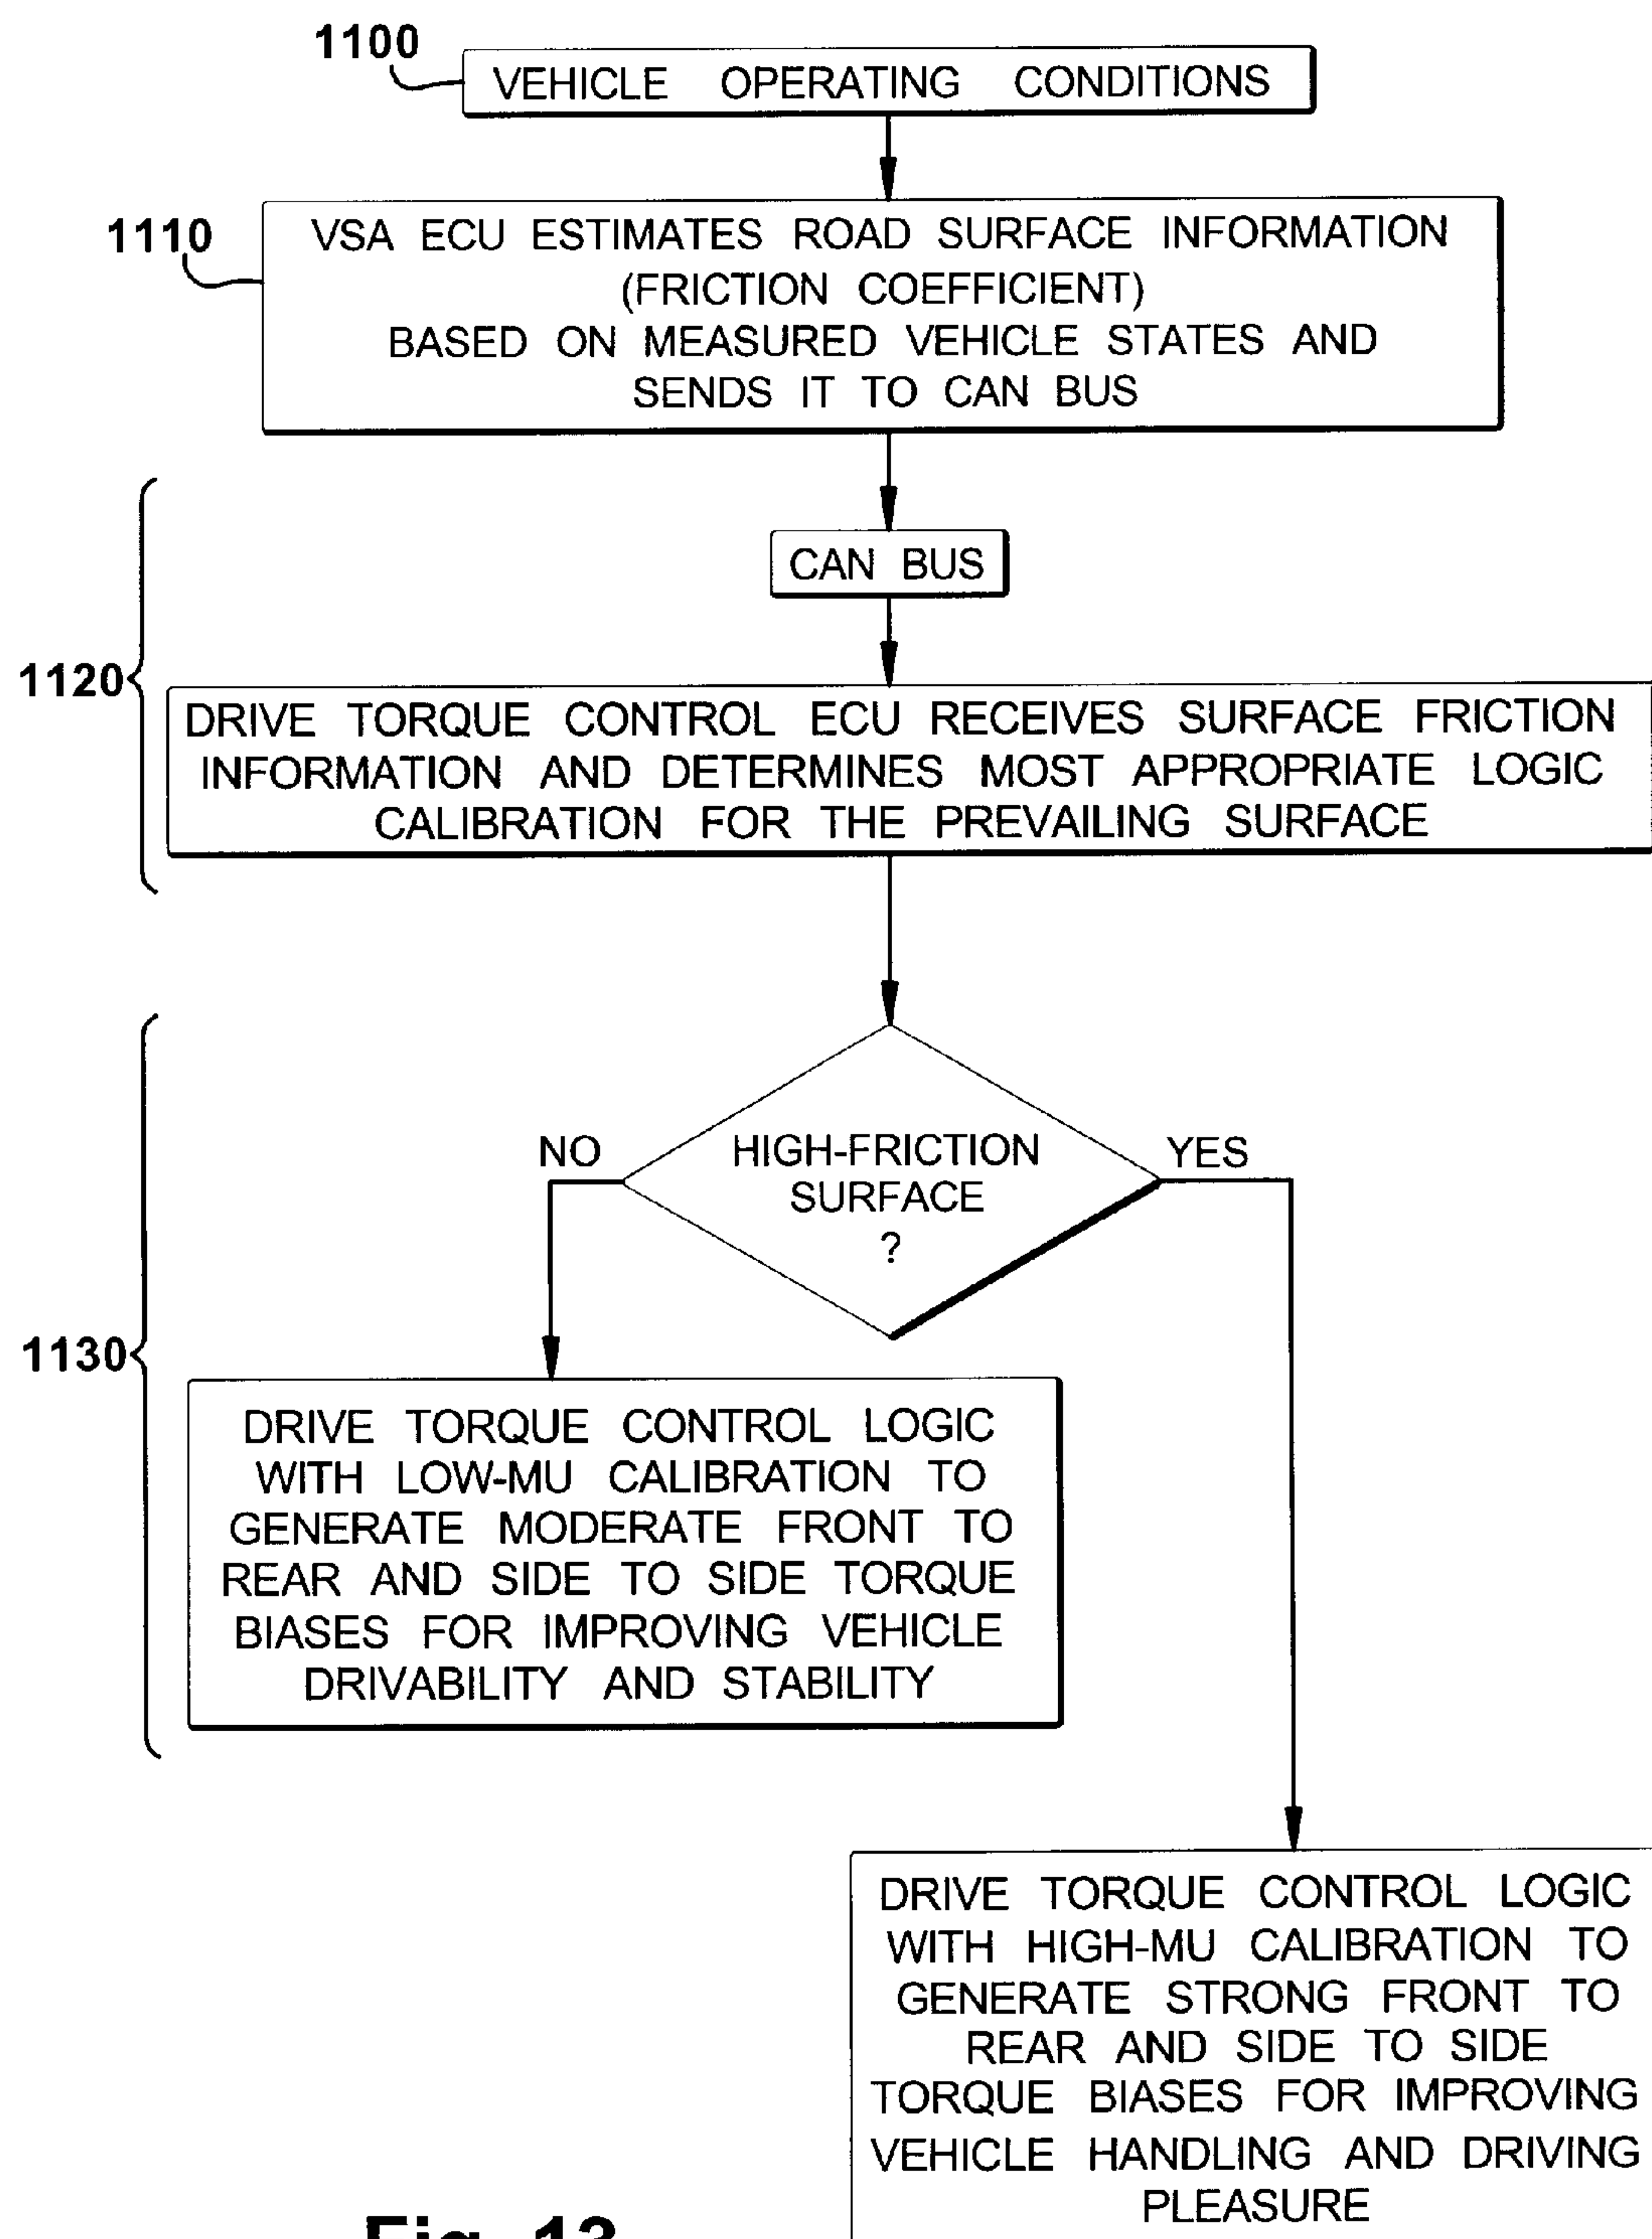 1100
VEHICLE OPERATING CONDITIONS
1110
VSA ECU ESTIMATES ROAD SURFACE INFORMATION
(FRICTION COEFFICIENT)
BASED ON MEASURED VEHICLE STATES AND
SENDS IT TO CAN BUS
CAN BUS
1120
DRIVE TORQUE CONTROL ECU RECEIVES SURFACE FRICTION
INFORMATION AND DETERMINES MOST APPROPRIATE LOGIC
CALIBRATION FOR THE PREVAILING SURFACE
NO
HIGH-FRICTION
SURFACE
?
YES
1130
DRIVE TORQUE CONTROL LOGIC
WITH LOW-MU CALIBRATION TO
GENERATE MODERATE FRONT TO
REAR AND SIDE TO SIDE TORQUE
BIASES FOR IMPROVING VEHICLE
DRIVABILITY AND STABILITY
DRIVE TORQUE CONTROL LOGIC
WITH HIGH-MU CALIBRATION TO
GENERATE STRONG FRONT TO
REAR AND SIDE TO SIDE
TORQUE BIASES FOR IMPROVING
VEHICLE HANDLING AND DRIVING
PLEASURE
Fig. 13